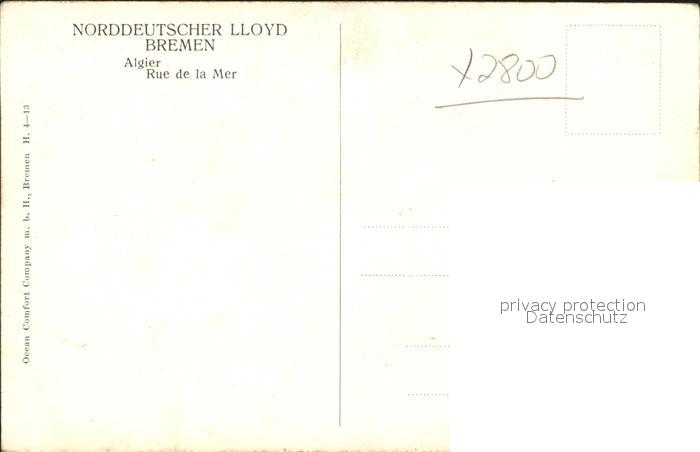 NORDDEUTSCHER LLOYD
BREMEN
Algier
Rue de la Mer
X2800
Ocean Comfort Company m. b. H., Bremen H. 4—13
privacy protection
Datenschutz